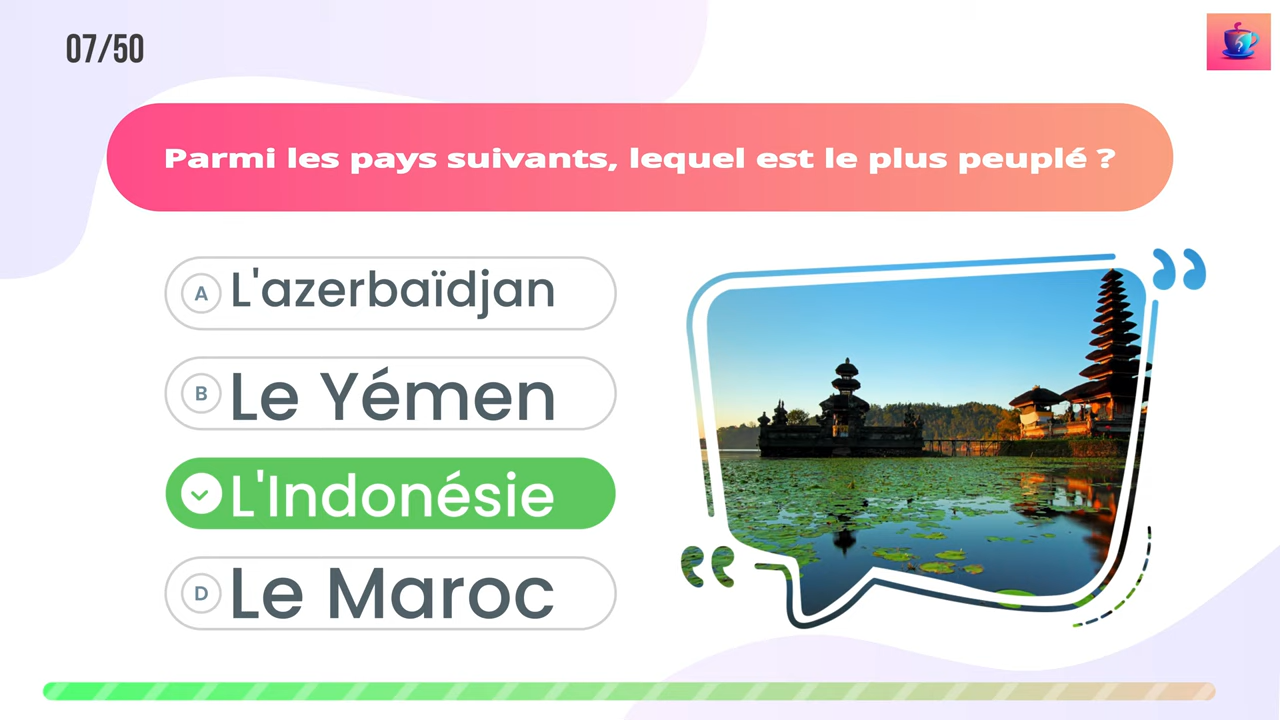 07/50
Parmi les pays suivants, lequel est le plus peuplé ?
A L'azerbaïdjan
B Le Yémen
L'Indonésie
D Le Maroc